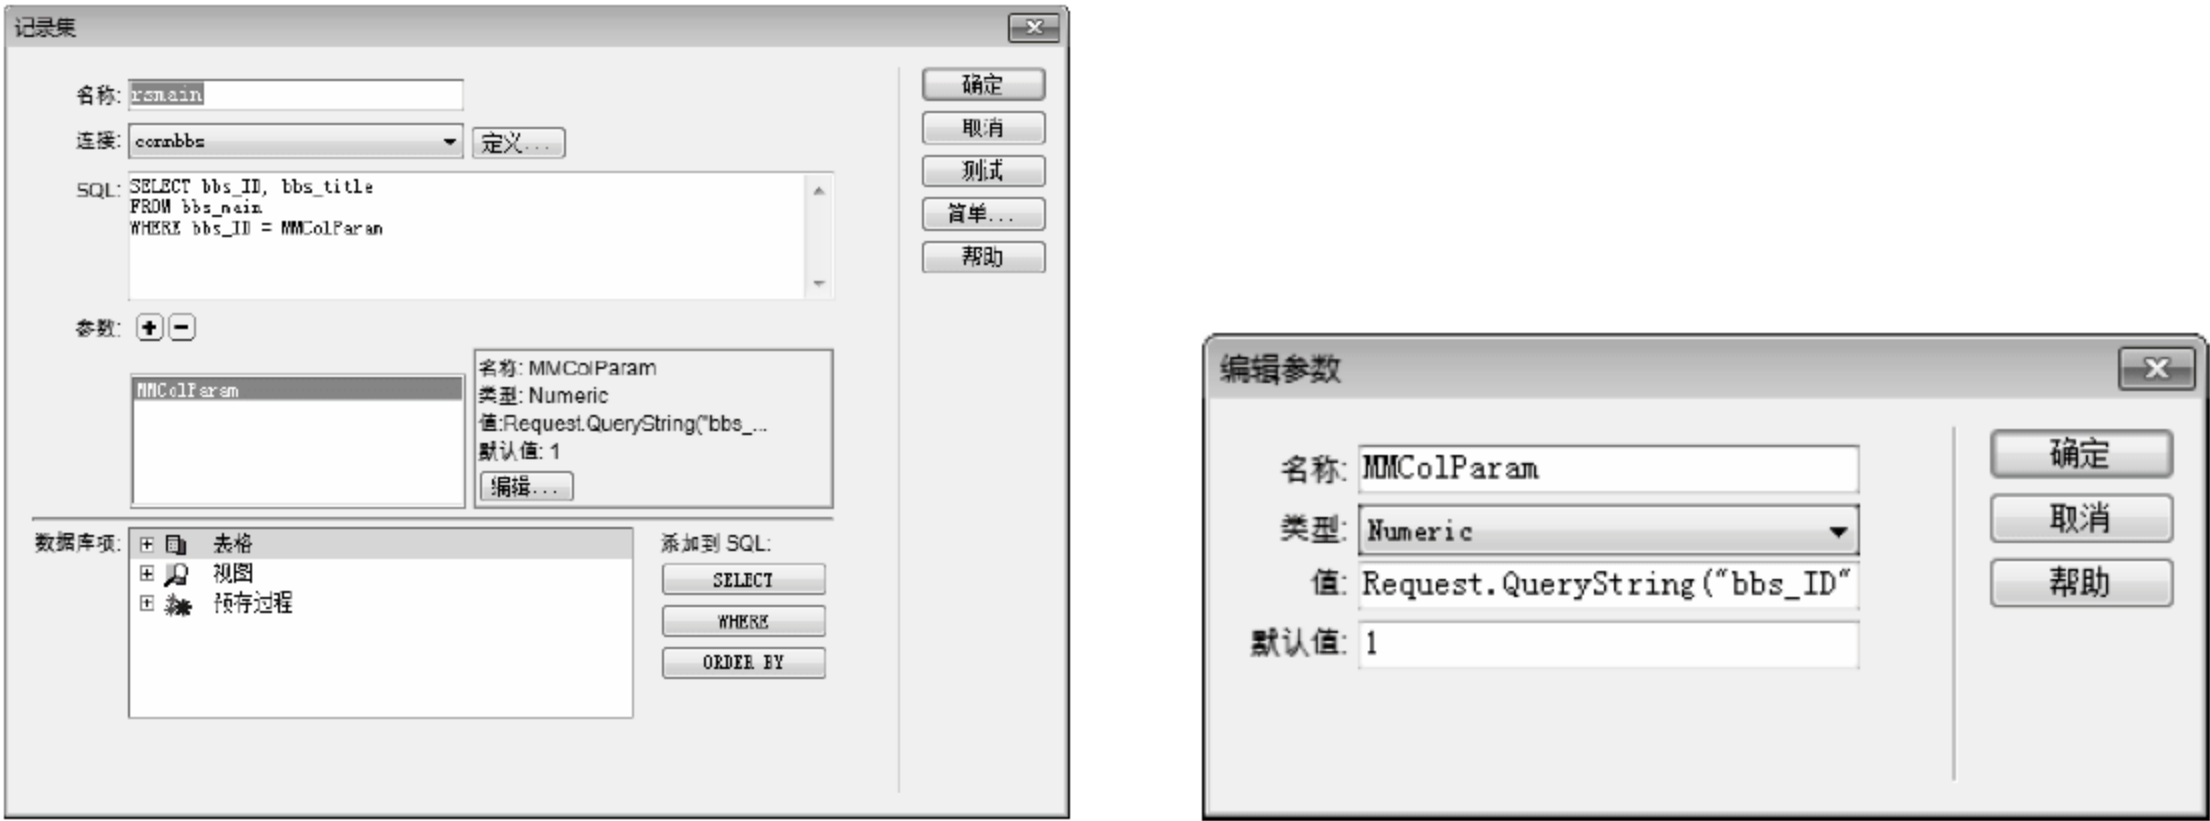 记录集
名称: rsmain
连接: connbbs 定义...
SQL: SELECT bbs_ID, bbs_title
FROM bbs_main
WHERE bbs_ID = MMColParam
参数:
MMColParam
名称: MMColParam
类型: Numeric
值:Request.QueryString("bbs_...
默认值: 1
编辑...
数据库项: 表格
视图
预存过程
添加到 SQL:
SELECT
WHERE
ORDER BY
确定
取消
测试
简单...
帮助
编辑参数
名称: MMColParam
类型: Numeric
值: Request.QueryString("bbs_ID"
默认值: 1
确定
取消
帮助